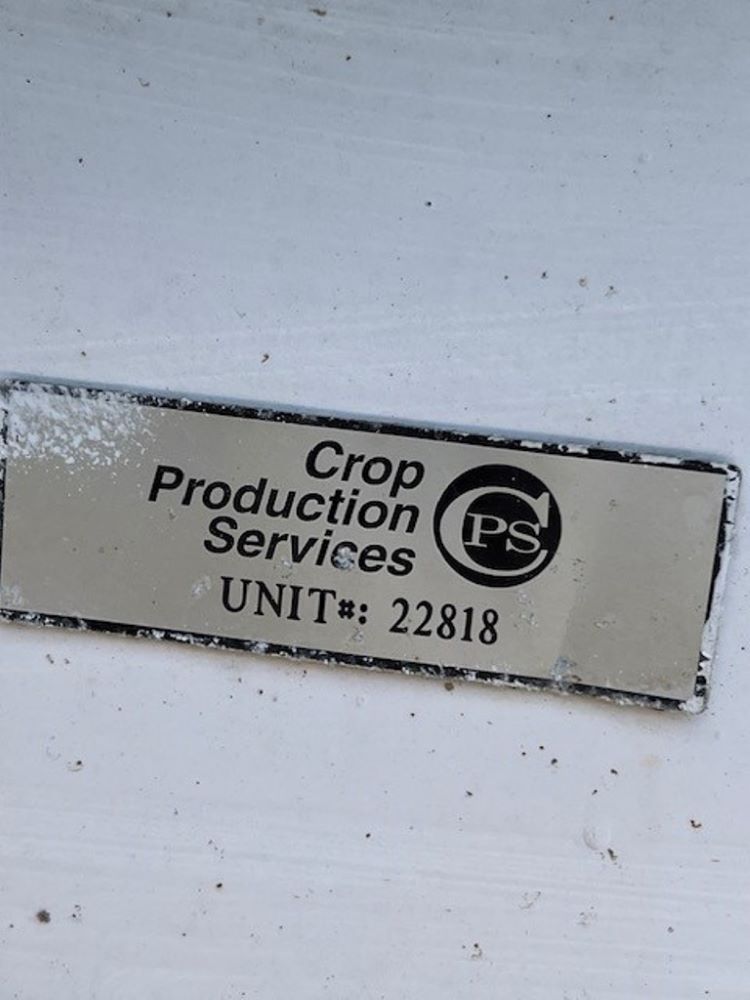 Crop
Production
Services
CPS
UNIT#: 22818